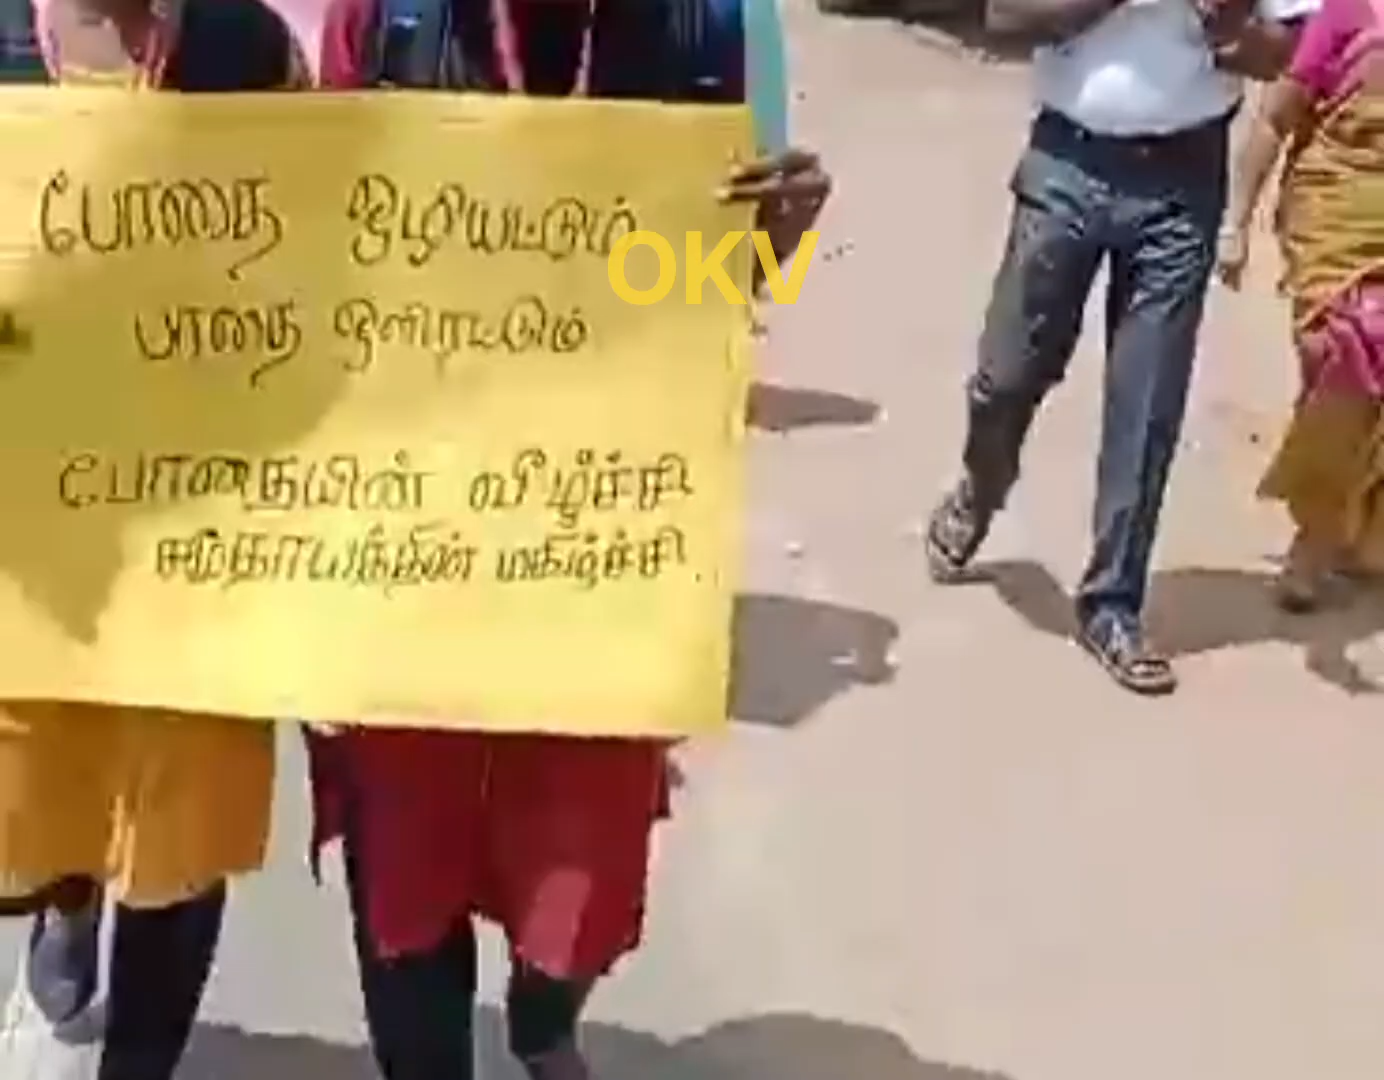 போதை ஒழியட்டும்
OKV
பாதை ஒளிரட்டும்
போதையின் வீழ்ச்சி
சமுதாயத்தின் மகிழ்ச்சி.